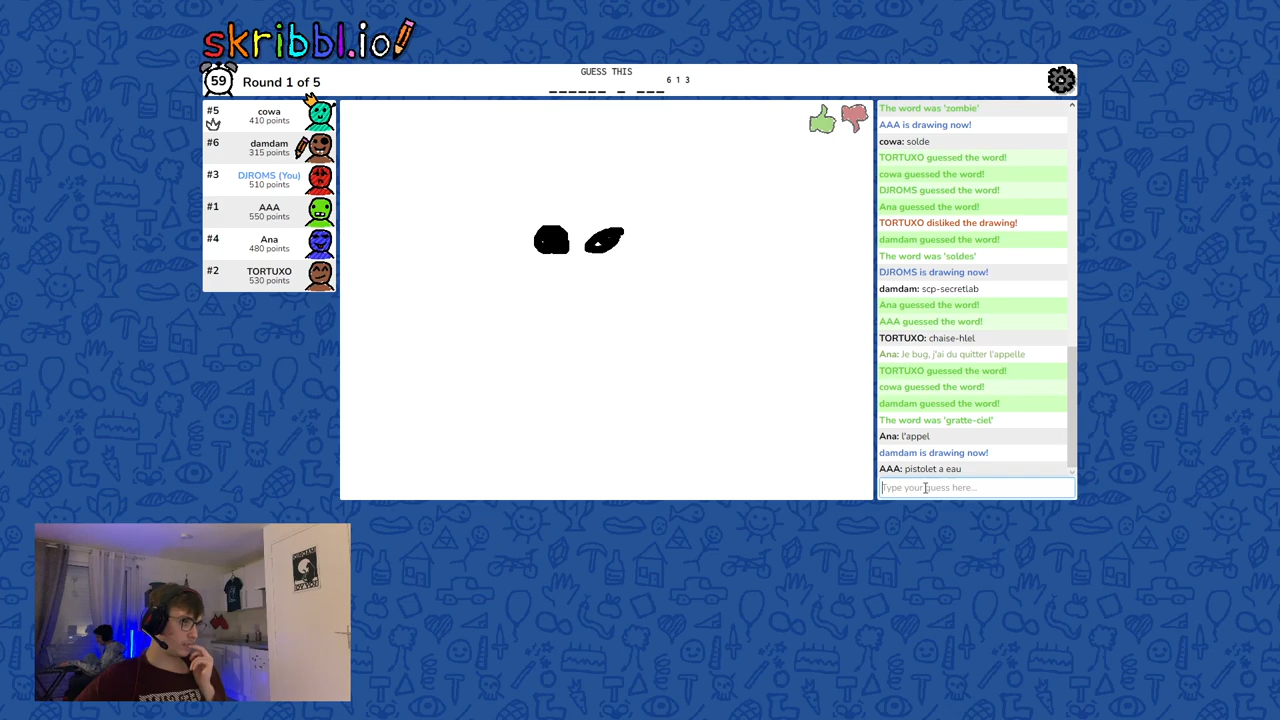 skribbl.io
59
Round 1 of 5
GUESS THIS
______ _ ___ 6 1 3
#5 cowa
410 points
#6 damdam
315 points
#3 DJROMS (You)
510 points
#1 AAA
550 points
#4 Ana
480 points
#2 TORTUXO
530 points
The word was 'zombie'
AAA is drawing now!
cowa: solde
TORTUXO guessed the word!
cowa guessed the word!
DJROMS guessed the word!
Ana guessed the word!
TORTUXO disliked the drawing!
damdam guessed the word!
The word was 'soldes'
DJROMS is drawing now!
damdam: scp-secretlab
Ana guessed the word!
AAA guessed the word!
TORTUXO: chaise-hlel
Ana: Je bug, j'ai du quitter l'appelle
TORTUXO guessed the word!
cowa guessed the word!
damdam guessed the word!
The word was 'gratte-ciel'
Ana: l'appel
damdam is drawing now!
AAA: pistolet a eau
Type your guess here...